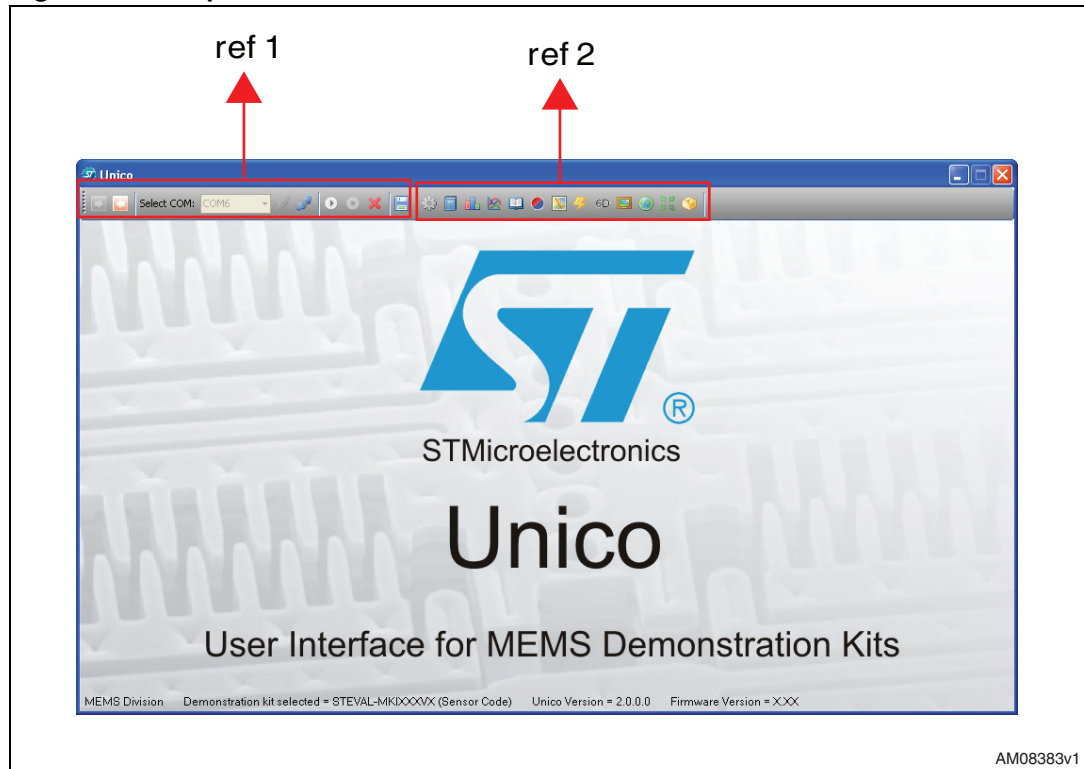 ref 1
ref 2
Unico
Select COM: COM6
6D
ST
®
STMicroelectronics
Unico
User Interface for MEMS Demonstration Kits
MEMS Division Demonstration kit selected = STEVAL-MKIXXXVX (Sensor Code) Unico Version = 2.0.0.0 Firmware Version = X.XX
AM08383v1